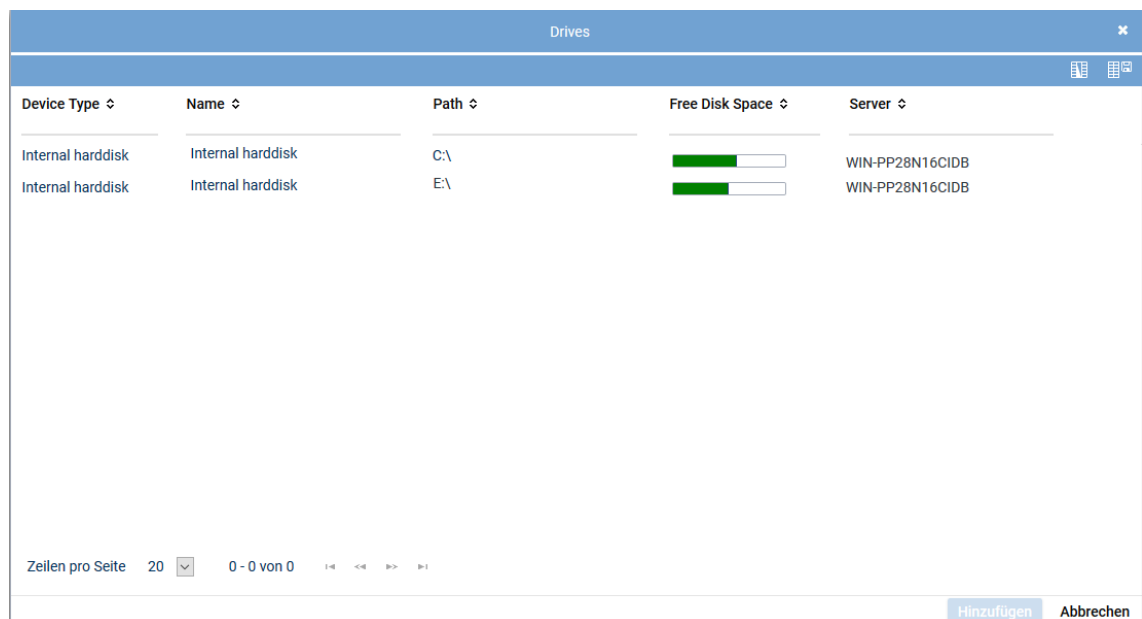 Drives
Device Type Name Path Free Disk Space Server
Internal harddisk Internal harddisk C:\ WIN-PP28N16CIDB
Internal harddisk Internal harddisk E:\ WIN-PP28N16CIDB
Zeilen pro Seite 20 0 - 0 von 0
Hinzufügen Abbrechen